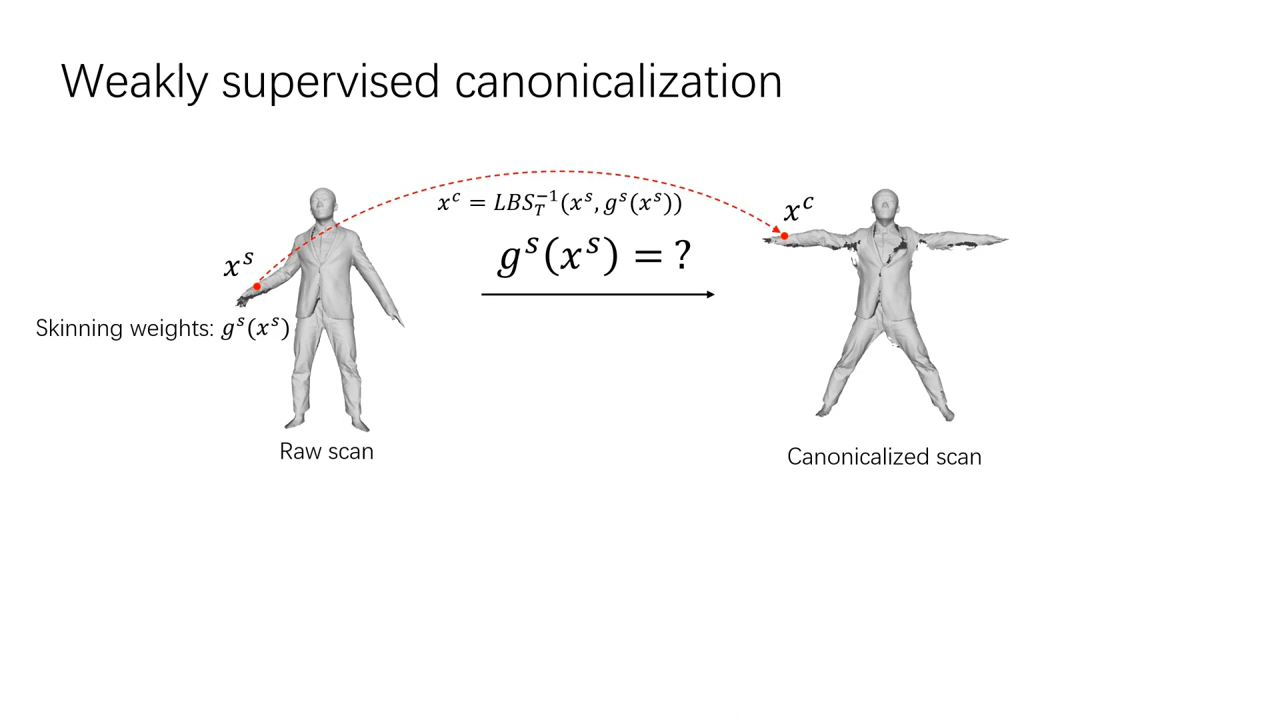 Weakly supervised canonicalization
x^c = LBS_T^{-1}(x^s, g^s(x^s))
x^c
g^s(x^s) = ?
x^s
Skinning weights: g^s(x^s)
Raw scan
Canonicalized scan